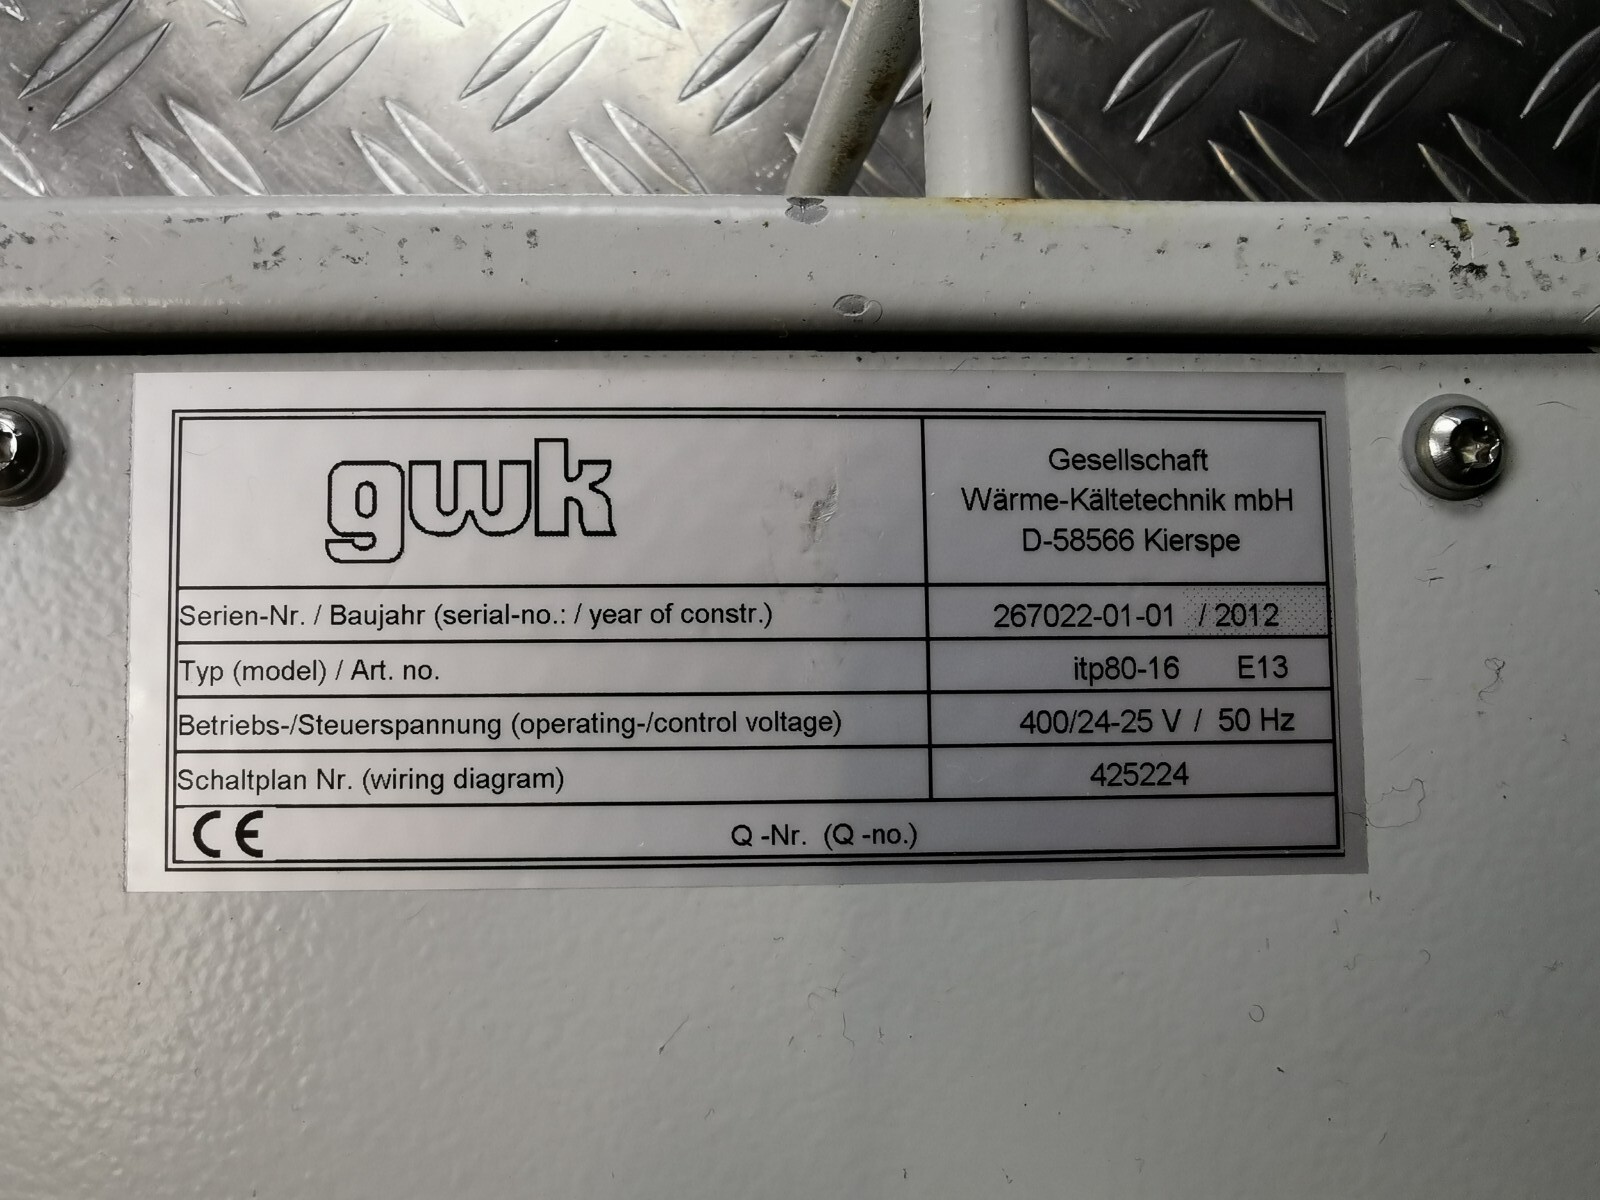 gwk
Gesellschaft
Wärme-Kältetechnik mbH
D-58566 Kierspe
Serien-Nr. / Baujahr (serial-no.: / year of constr.) 267022-01-01 / 2012
Typ (model) / Art. no. itp80-16 E13
Betriebs-/Steuerspannung (operating-/control voltage) 400/24-25 V / 50 Hz
Schaltplan Nr. (wiring diagram) 425224
CE Q -Nr. (Q -no.)